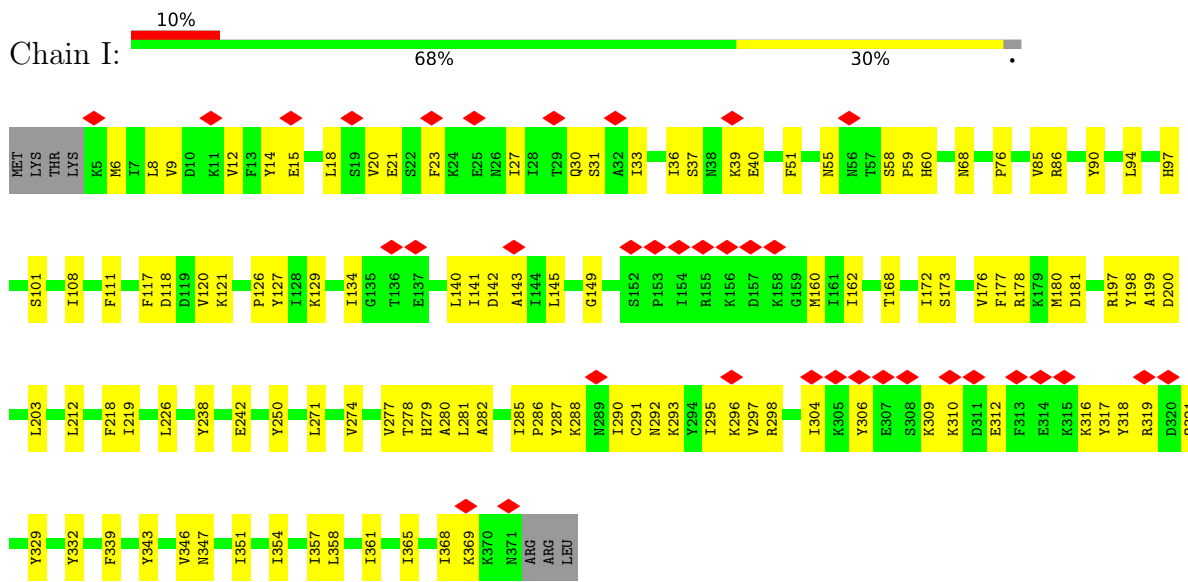 10%
Chain I:
68% 30% •
MET LYS THR LYS K5 M6 I7 L8 V9 D10 K11 V12 F13 Y14 E15 L18 S19 V20 E21 S22 F23 K24 E25 N26 I27 I28 T29 Q30 S31 A32 I33 I36 S37 N38 K39 E40 F51 N55 N56 T57 S58 P59 H60 N68 P76 V85 R86 Y90 L94 H97
S101 I108 F111 F117 D118 D119 V120 K121 P126 Y127 I128 K129 I134 G135 T136 E137 L140 I141 D142 A143 I144 L145 G149 S152 P153 I154 R155 K156 D157 K158 G159 M160 I161 I162 T168 I172 S173 V176 F177 R178 K179 M180 D181 R197 Y198 A199 D200
L203 L212 F218 I219 L226 Y238 E242 Y250 L271 V274 V277 T278 H279 A280 L281 A282 I285 P286 Y287 K288 N289 I290 C291 N292 K293 Y294 I295 K296 V297 R298 I304 K305 Y306 E307 S308 K309 K310 D311 E312 F313 E314 K315 K316 Y317 Y318 R319 D320
Y329 Y332 F339 Y343 V346 N347 I351 I354 I357 L358 I361 I365 I368 K369 K370 N371 ARG ARG LEU